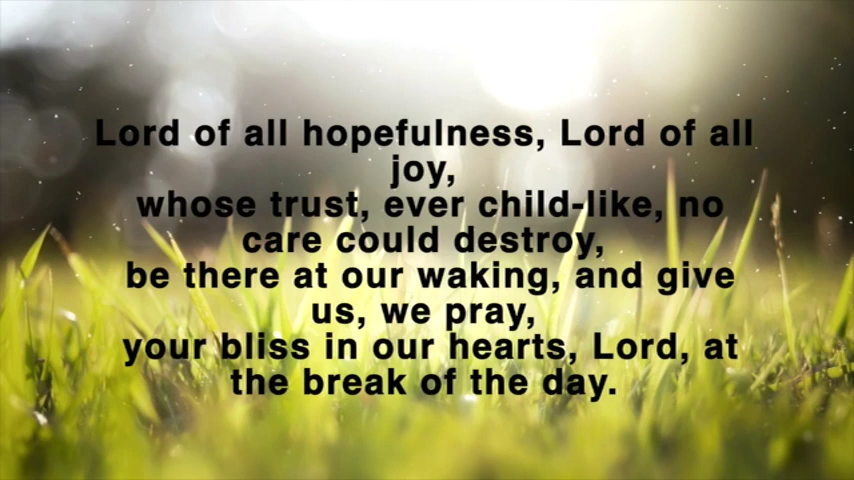 Lord of all hopefulness, Lord of all
joy,
whose trust, ever child-like, no
care could destroy,
be there at our waking, and give
us, we pray,
your bliss in our hearts, Lord, at
the break of the day.